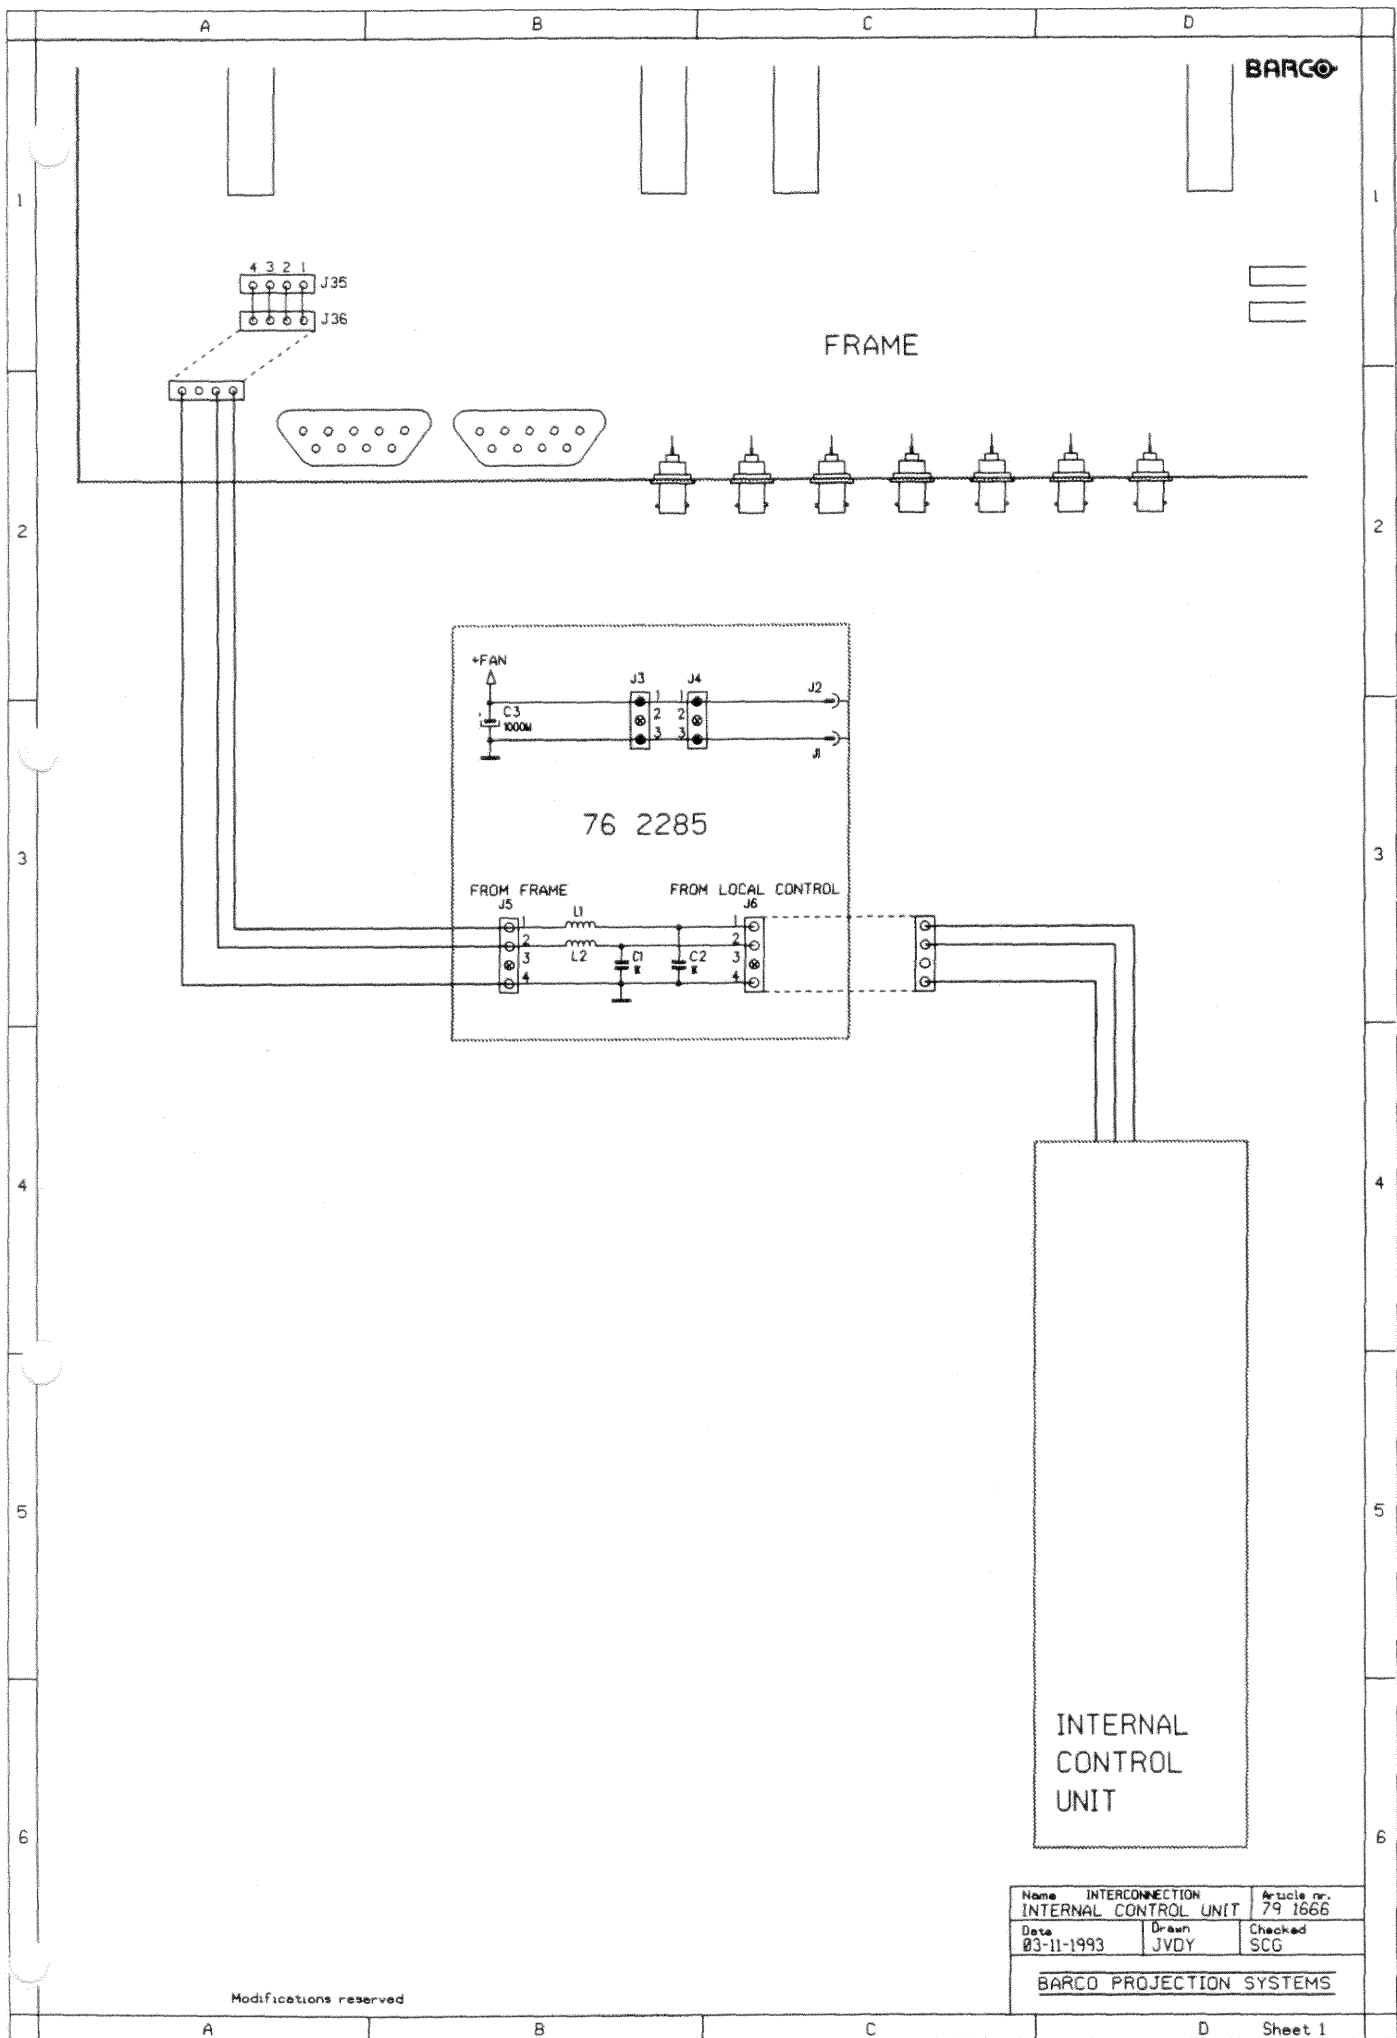 A B C D
BARCO
1 1
4 3 2 1
J35
J36
FRAME
2 2
+FAN
J3 J4 J2
C3
1000M
1 1
2 2
3 3
J1
76 2285
3 3
FROM FRAME FROM LOCAL CONTROL
J5 L1 J6
1 1
2 L2 2
3 C1 C2 3
4 4
4 4
5 5
INTERNAL
CONTROL
UNIT
6 6
Name INTERCONNECTION Article nr.
INTERNAL CONTROL UNIT 79 1666
Date Drawn Checked
03-11-1993 JVDY SCG
BARCO PROJECTION SYSTEMS
Modifications reserved
A B C D Sheet 1